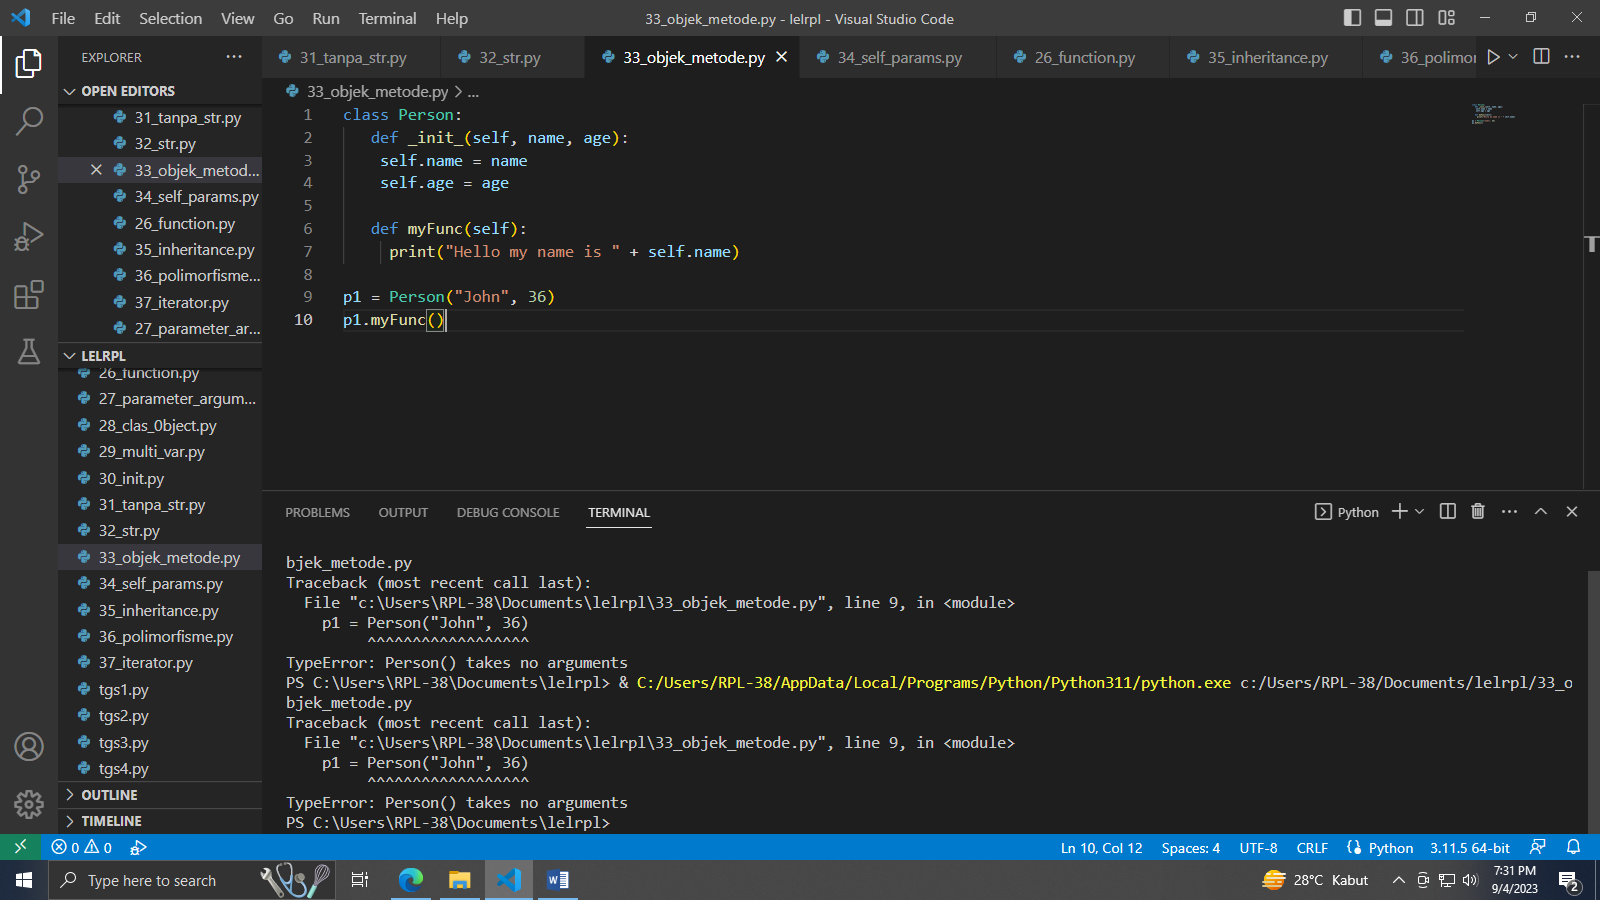 File Edit Selection View Go Run Terminal Help
33_objek_metode.py - lelrpl - Visual Studio Code
EXPLORER
OPEN EDITORS
31_tanpa_str.py
32_str.py
33_objek_metod...
34_self_params.py
26_function.py
35_inheritance.py
36_polimorfisme...
37_iterator.py
27_parameter_ar...
LELRPL
26_function.py
27_parameter_argum...
28_clas_0bject.py
29_multi_var.py
30_init.py
31_tanpa_str.py
32_str.py
33_objek_metode.py
34_self_params.py
35_inheritance.py
36_polimorfisme.py
37_iterator.py
tgs1.py
tgs2.py
tgs3.py
tgs4.py
OUTLINE
TIMELINE
31_tanpa_str.py 32_str.py 33_objek_metode.py 34_self_params.py 26_function.py 35_inheritance.py 36_polimor
33_objek_metode.py > ...
1 class Person:
2 def _init_(self, name, age):
3 self.name = name
4 self.age = age
5
6 def myFunc(self):
7 print("Hello my name is " + self.name)
8
9 p1 = Person("John", 36)
10 p1.myFunc()
PROBLEMS OUTPUT DEBUG CONSOLE TERMINAL
Python
bjek_metode.py
Traceback (most recent call last):
File "c:\Users\RPL-38\Documents\lelrpl\33_objek_metode.py", line 9, in <module>
p1 = Person("John", 36)
^^^^^^^^^^^^^^^^^^
TypeError: Person() takes no arguments
PS C:\Users\RPL-38\Documents\lelrpl> & C:/Users/RPL-38/AppData/Local/Programs/Python/Python311/python.exe c:/Users/RPL-38/Documents/lelrpl/33_o
bjek_metode.py
Traceback (most recent call last):
File "c:\Users\RPL-38\Documents\lelrpl\33_objek_metode.py", line 9, in <module>
p1 = Person("John", 36)
^^^^^^^^^^^^^^^^^^
TypeError: Person() takes no arguments
PS C:\Users\RPL-38\Documents\lelrpl>
0 0
Ln 10, Col 12 Spaces: 4 UTF-8 CRLF Python 3.11.5 64-bit
Type here to search
28°C Kabut
7:31 PM
9/4/2023
2